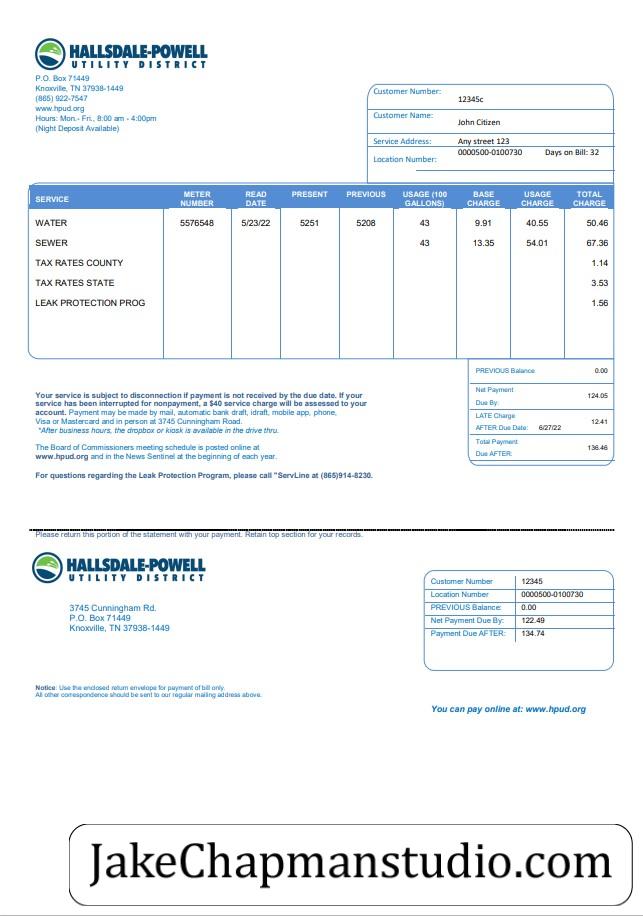 HALLSDALE-POWELL
UTILITY DISTRICT
P.O. Box 71449
Knoxville, TN 37938-1449
(865) 922-7547
www.hpud.org
Hours: Mon.- Fri., 8:00 am - 4:00pm
(Night Deposit Available)
Customer Number:
12345c
Customer Name:
John Citizen
Service Address: Any street 123
Location Number: 0000500-0100730 Days on Bill: 32
SERVICE METER NUMBER READ DATE PRESENT PREVIOUS USAGE (100 GALLONS) BASE CHARGE USAGE CHARGE TOTAL CHARGE
WATER 5576548 5/23/22 5251 5208 43 9.91 40.55 50.46
SEWER 43 13.35 54.01 67.36
TAX RATES COUNTY 1.14
TAX RATES STATE 3.53
LEAK PROTECTION PROG 1.56
PREVIOUS Balance 0.00
Net Payment
Due By: 124.05
LATE Charge
AFTER Due Date: 6/27/22 12.41
Total Payment
Due AFTER: 136.46
Your service is subject to disconnection if payment is not received by the due date. If your
service has been interrupted for nonpayment, a $40 service charge will be assessed to your
account. Payment may be made by mail, automatic bank draft, idraft, mobile app, phone,
Visa or Mastercard and in person at 3745 Cunningham Road.
*After business hours, the dropbox or kiosk is available in the drive thru.
The Board of Commissioners meeting schedule is posted online at
www.hpud.org and in the News Sentinel at the beginning of each year.
For questions regarding the Leak Protection Program, please call "ServLine at (865)914-8230.
Please return this portion of the statement with your payment. Retain top section for your records.
HALLSDALE-POWELL
UTILITY DISTRICT
3745 Cunningham Rd.
P.O. Box 71449
Knoxville, TN 37938-1449
Customer Number 12345
Location Number 0000500-0100730
PREVIOUS Balance: 0.00
Net Payment Due By: 122.49
Payment Due AFTER: 134.74
Notice: Use the enclosed return envelope for payment of bill only.
All other correspondence should be sent to our regular mailing address above.
You can pay online at: www.hpud.org
JakeChapmanstudio.com